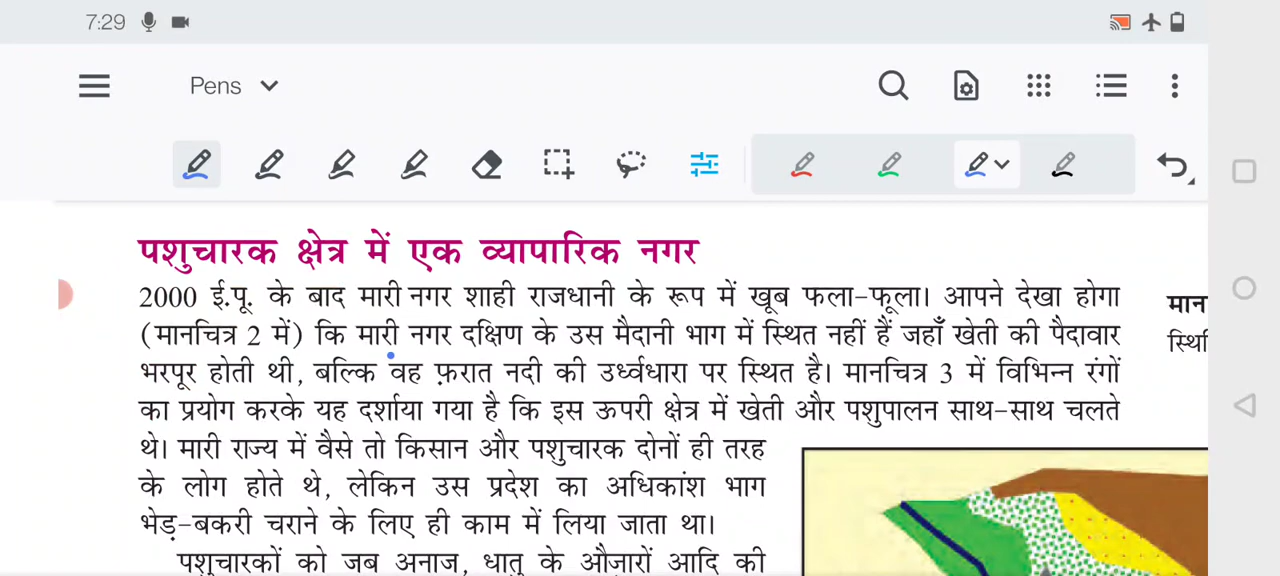 7:29
Pens
पशुचारक क्षेत्र में एक व्यापारिक नगर
2000 ई.पू. के बाद मारी नगर शाही राजधानी के रूप में खूब फला-फूला। आपने देखा होगा
(मानचित्र 2 में) कि मारी नगर दक्षिण के उस मैदानी भाग में स्थित नहीं हैं जहाँ खेती की पैदावार
भरपूर होती थी, बल्कि वह फ़रात नदी की उर्ध्वधारा पर स्थित है। मानचित्र 3 में विभिन्न रंगों
का प्रयोग करके यह दर्शाया गया है कि इस ऊपरी क्षेत्र में खेती और पशुपालन साथ-साथ चलते
थे। मारी राज्य में वैसे तो किसान और पशुचारक दोनों ही तरह
के लोग होते थे, लेकिन उस प्रदेश का अधिकांश भाग
भेड़-बकरी चराने के लिए ही काम में लिया जाता था।
पशुचारकों को जब अनाज, धातु के औज़ारों आदि की